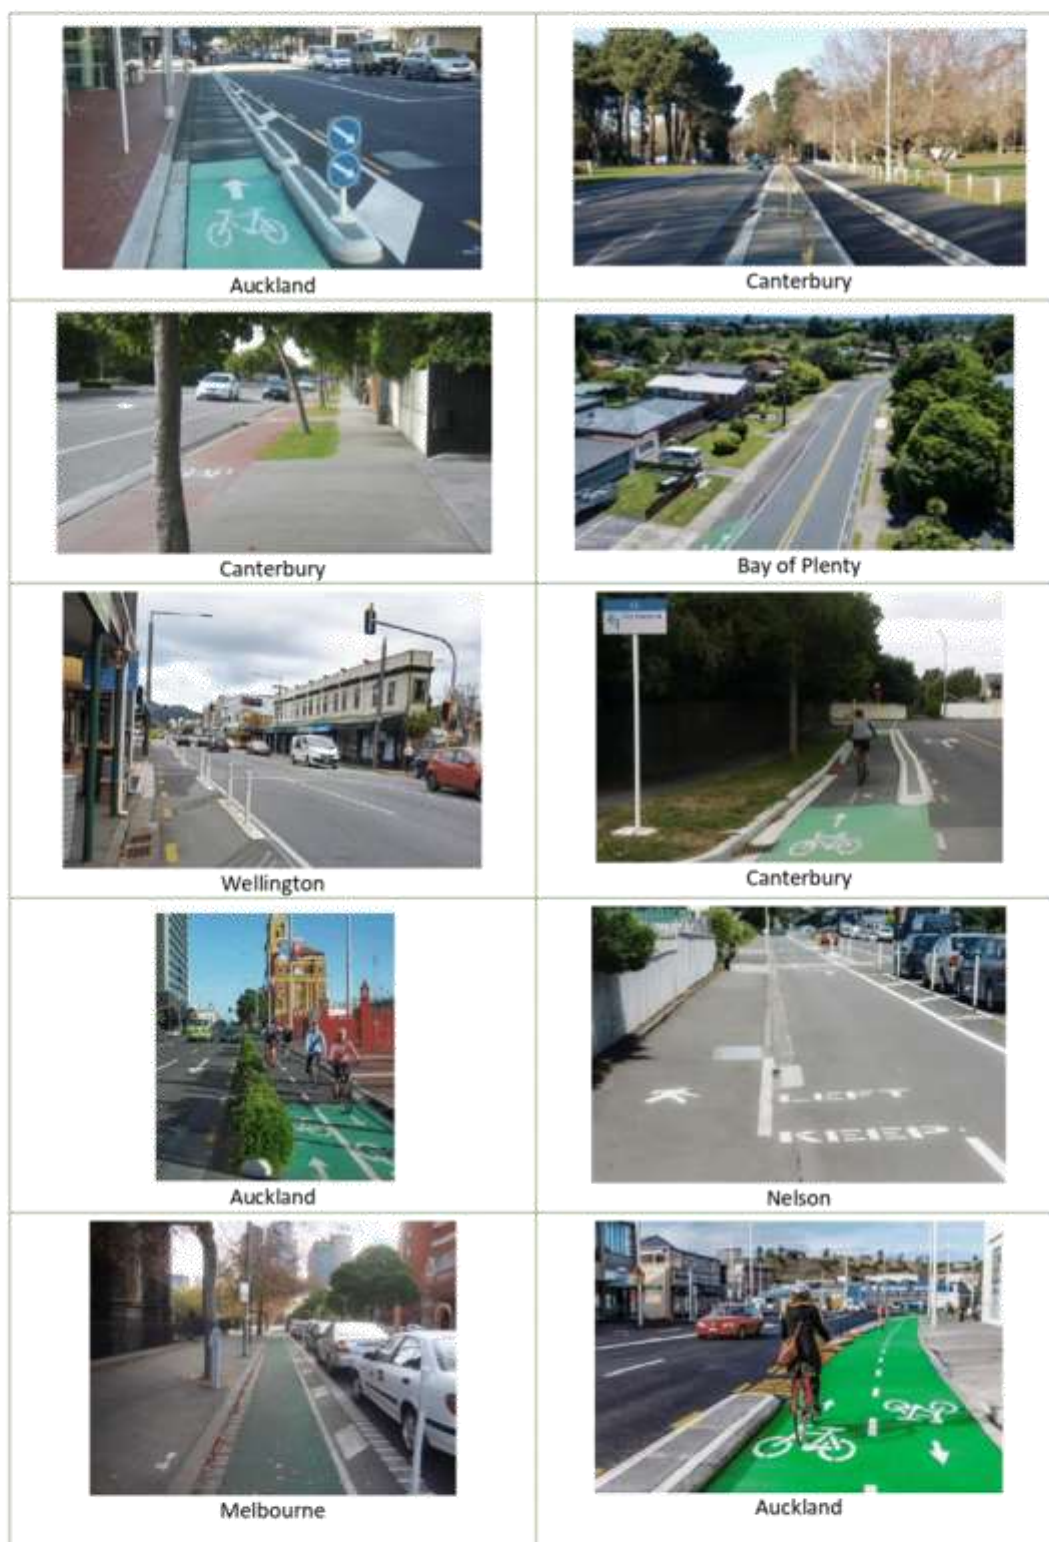 Auckland
Canterbury
Canterbury
Bay of Plenty
Wellington
Canterbury
Auckland
LEFT
KEEP
Nelson
Melbourne
Auckland